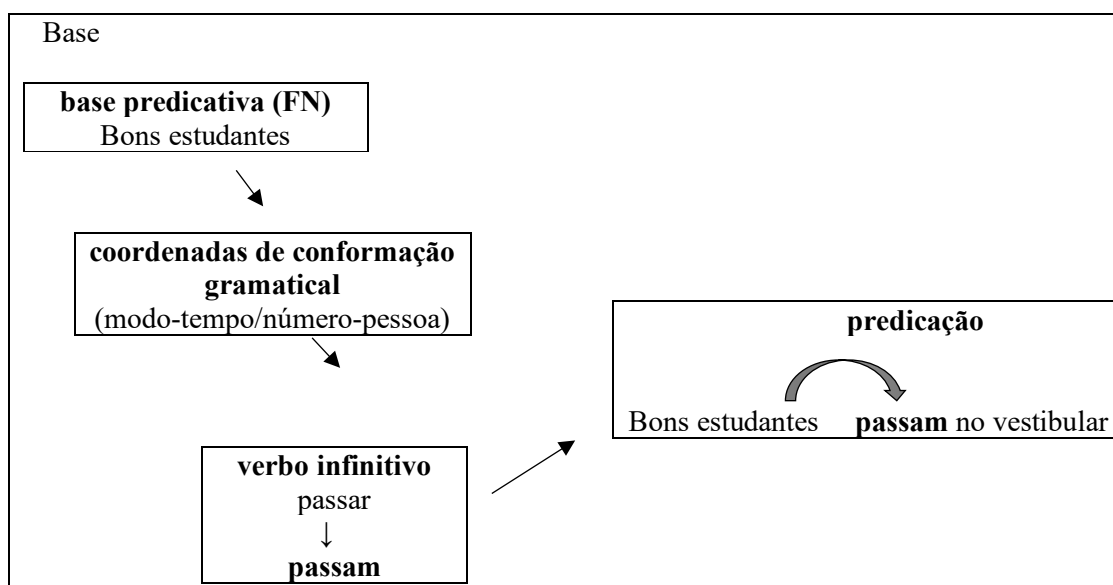 Base
base predicativa (FN)
Bons estudantes
coordenadas de conformação
gramatical
(modo-tempo/número-pessoa)
predicação
Bons estudantes passam no vestibular
verbo infinitivo
passar
↓
passam